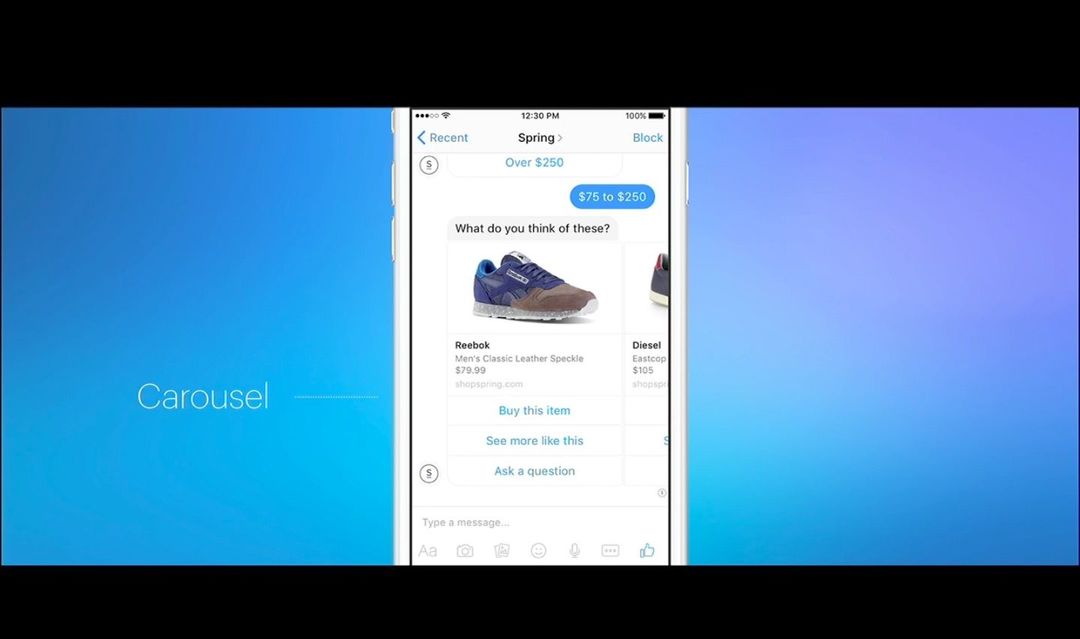 12:30 PM
100%
Recent
Spring
Block
S
Over $250
$75 to $250
What do you think of these?
Reebok
Reebok
Diesel
Men's Classic Leather Speckle
Eastcop
$79.99
$105
shopspring.com
shopspri
Carousel
Buy this item
See more like this
S
Ask a question
S
Type a message...
Aa